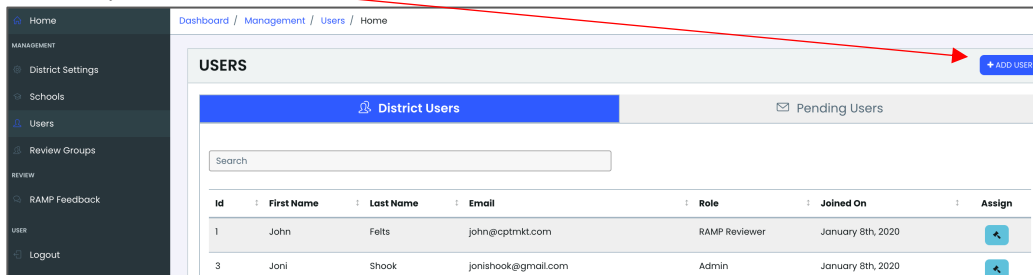 Home
Dashboard / Management / Users / Home
MANAGEMENT
District Settings
Schools
Users
Review Groups
REVIEW
RAMP Feedback
USER
Logout
USERS
+ ADD USER
District Users
Pending Users
Search
Id First Name Last Name Email Role Joined On Assign
1 John Felts john@cptmkt.com RAMP Reviewer January 8th, 2020
3 Joni Shook jonishook@gmail.com Admin January 8th, 2020